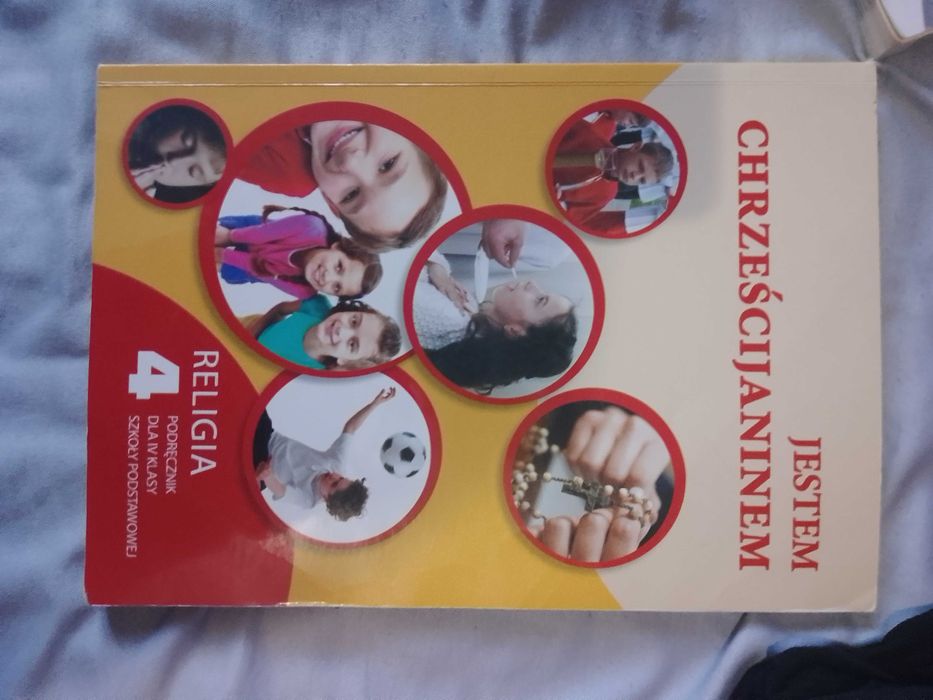 JESTEM
CHRZEŚCIJANINEM
RELIGIA
4
PODRĘCZNIK
DLA IV KLASY
SZKOŁY PODSTAWOWEJ